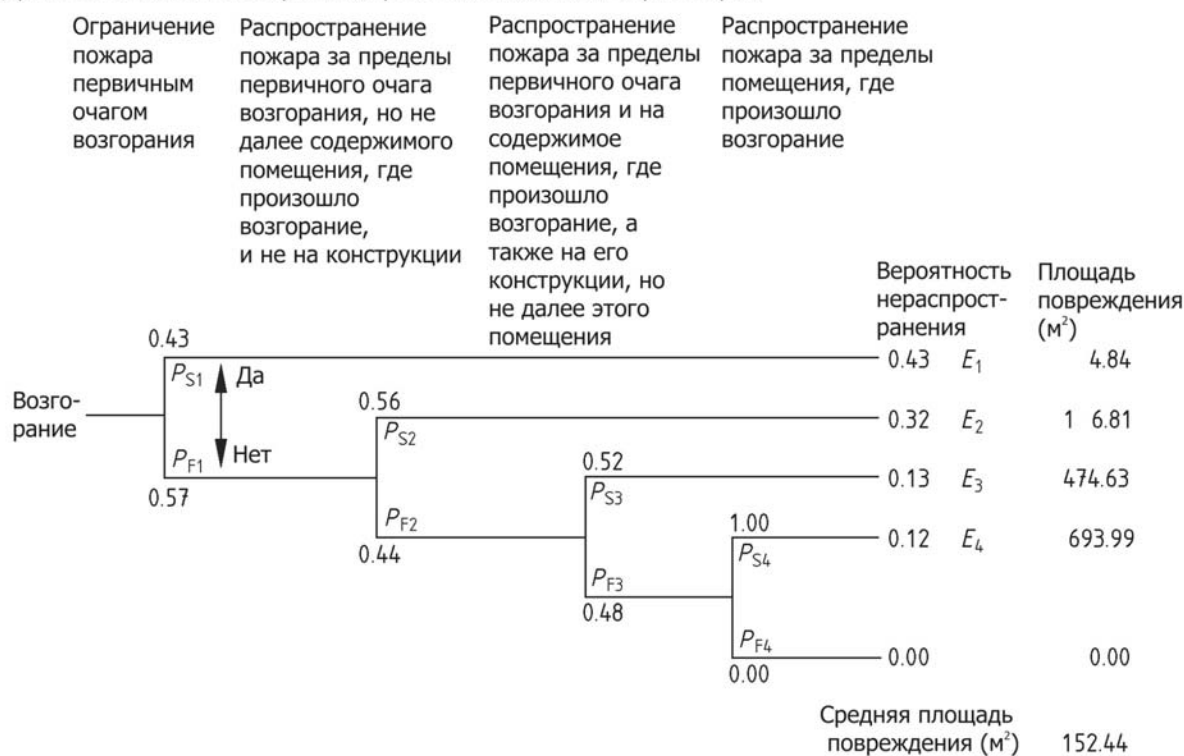 Ограничение
пожара
первичным
очагом
возгорания
Распространение
пожара за пределы
первичного очага
возгорания, но не
далее содержимого
помещения, где
произошло
возгорание,
и не на конструкции
Распространение
пожара за пределы
первичного очага
возгорания и на
содержимое
помещения, где
произошло
возгорание, а
также на его
конструкции, но
не далее этого
помещения
Распространение
пожара за пределы
помещения, где
произошло
возгорание
Вероятность
нераспрост-
ранения
Площадь
повреждения
(м²)
0.43
P_S1
Да
0.43 E₁ 4.84
Возго-
рание
0.56
P_S2
0.32 E₂ 1 6.81
P_F1
Нет
0.57
0.52
P_S3
0.13 E₃ 474.63
P_F2
0.44
1.00
P_S4
0.12 E₄ 693.99
P_F3
0.48
P_F4
0.00
0.00 0.00
Средняя площадь
повреждения (м²) 152.44